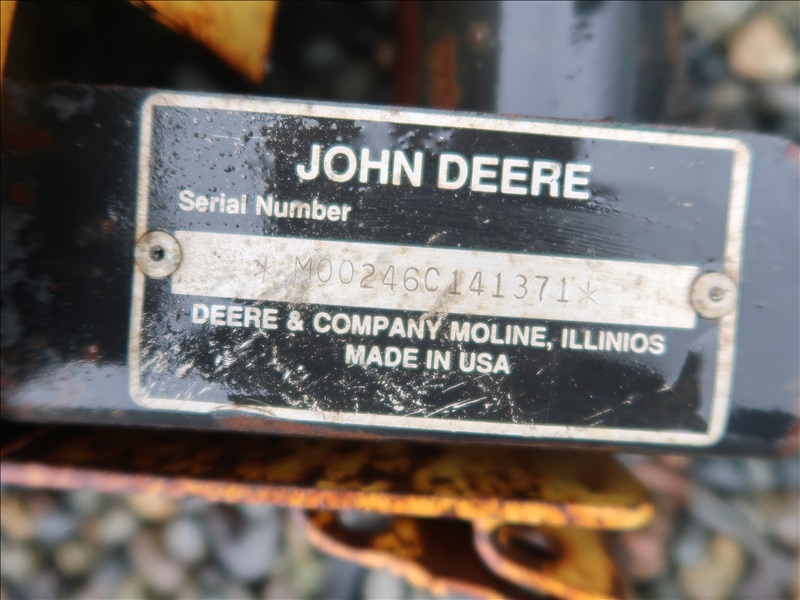 JOHN DEERE
Serial Number
* M00246C141371 *
DEERE & COMPANY MOLINE, ILLINIOS
MADE IN USA